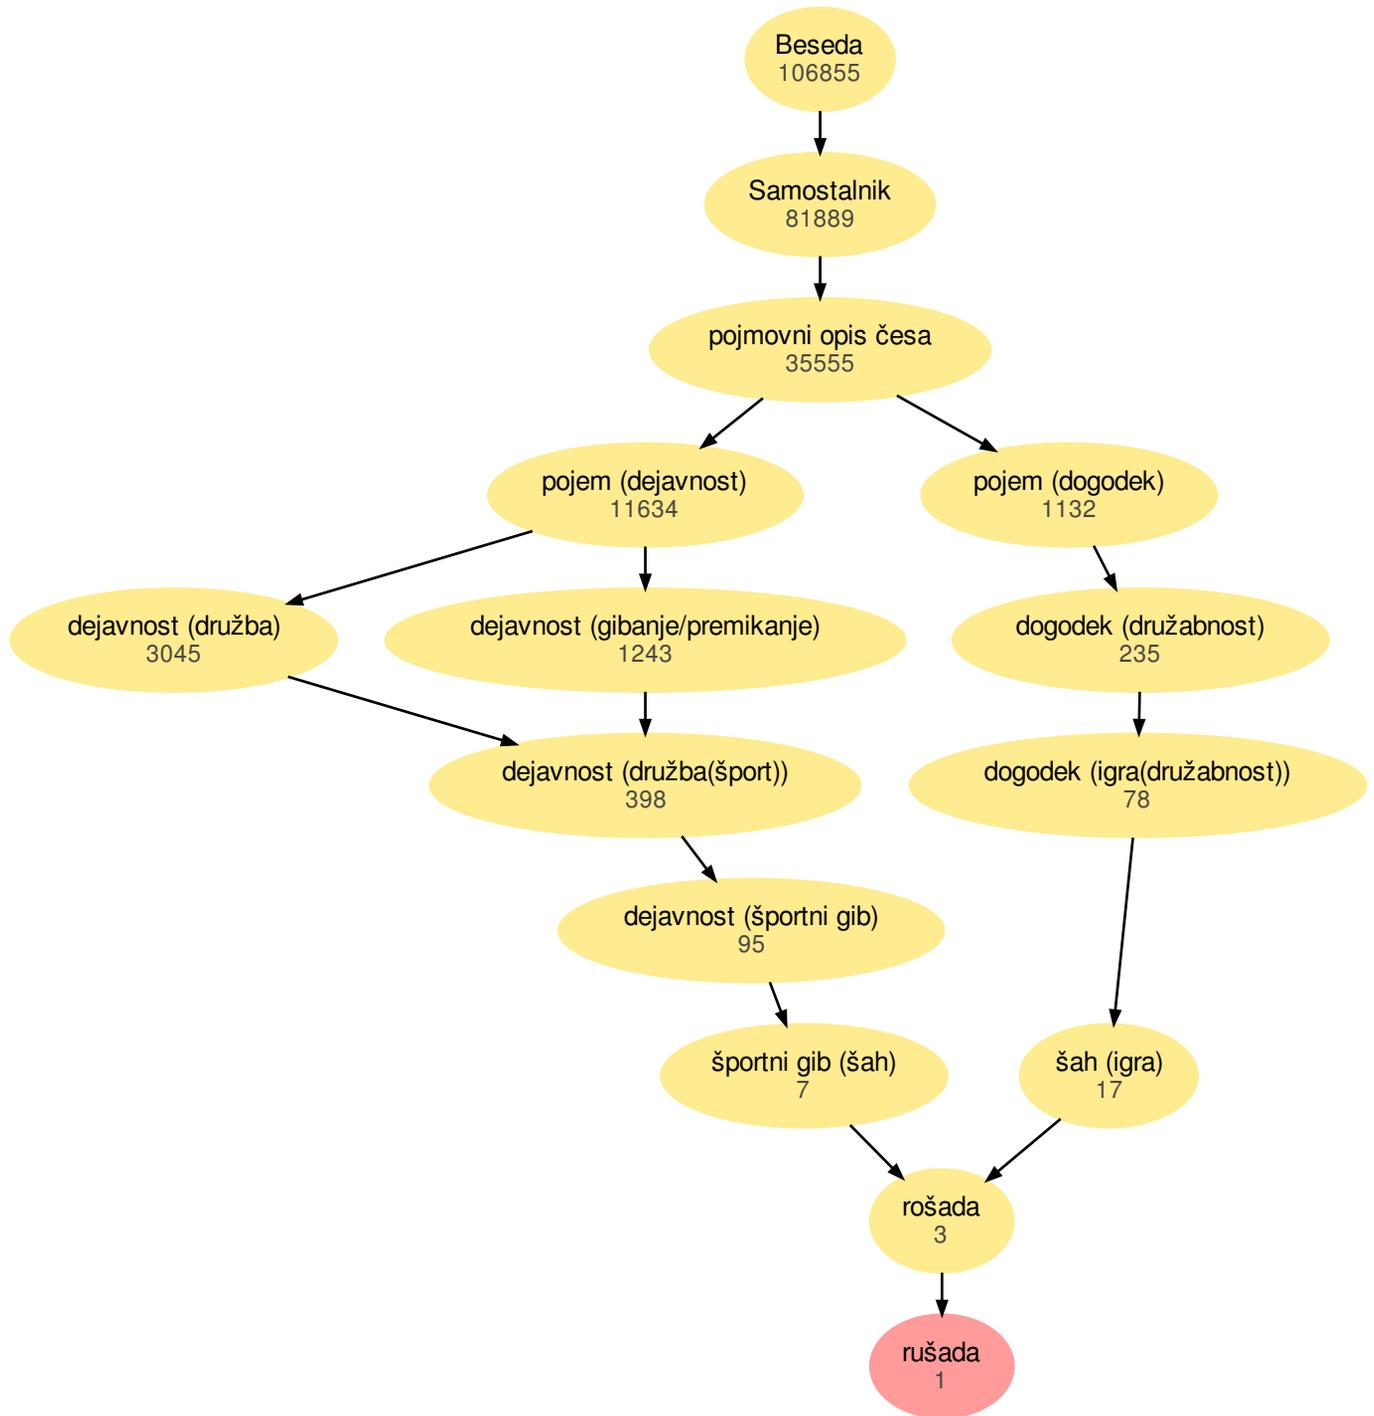 Beseda
106855
Samostalnik
81889
pojmovni opis česa
35555
pojem (dejavnost)
11634
pojem (dogodek)
1132
dejavnost (družba)
3045
dejavnost (gibanje/premikanje)
1243
dogodek (družabnost)
235
dejavnost (družba(šport))
398
dogodek (igra(družabnost))
78
dejavnost (športni gib)
95
športni gib (šah)
7
šah (igra)
17
rošada
3
rušada
1